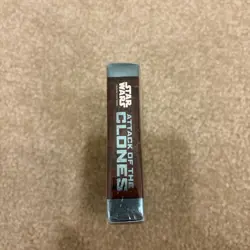 STAR
WARS
ATTACK OF THE
CLONES